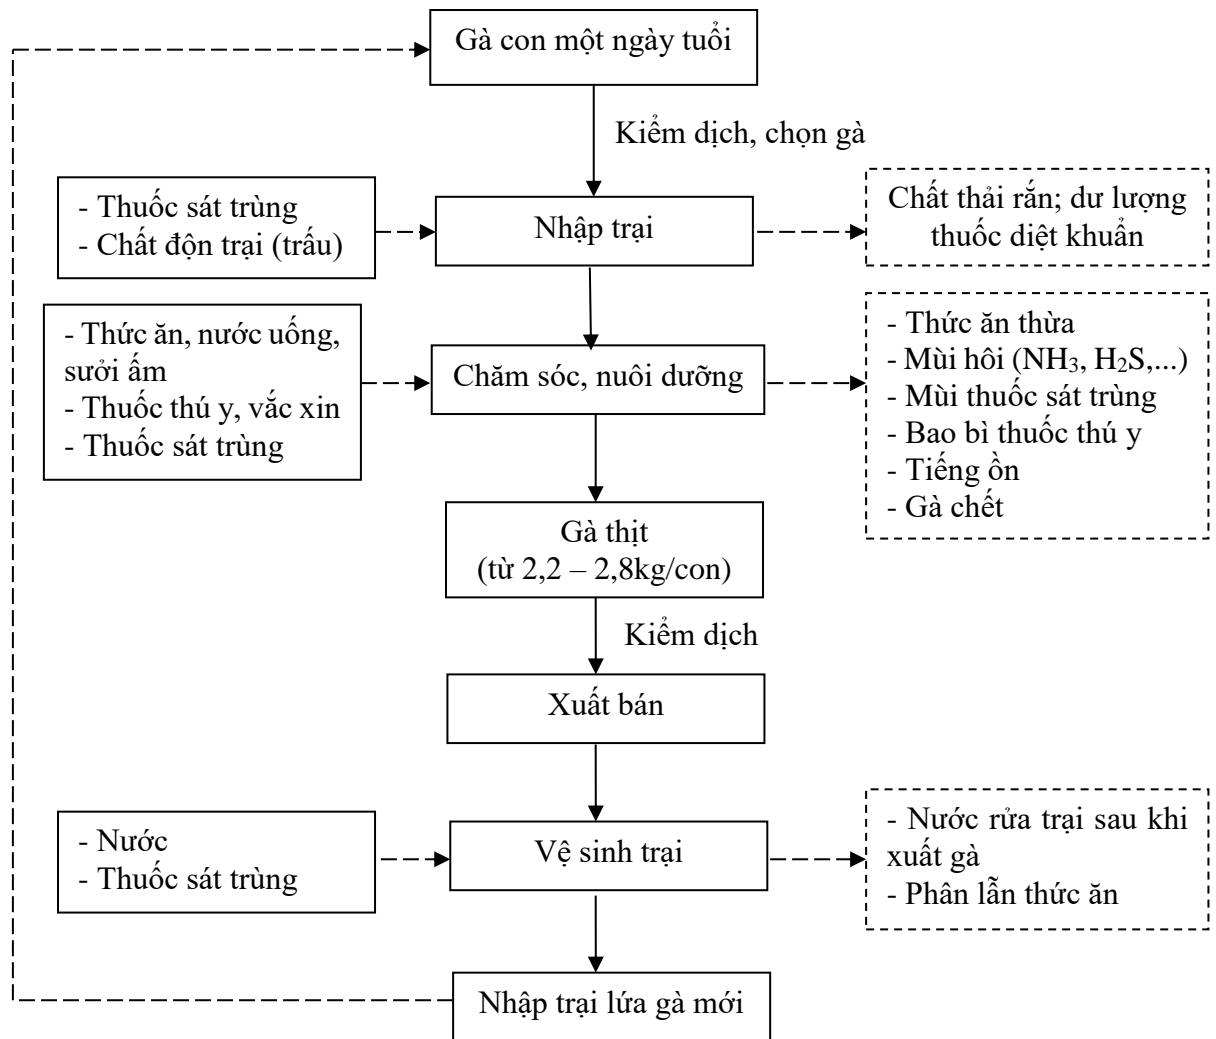 Gà con một ngày tuổi
Kiểm dịch, chọn gà
- Thuốc sát trùng
- Chất độn trại (trấu)
Nhập trại
Chất thải rắn; dư lượng
thuốc diệt khuẩn
- Thức ăn, nước uống,
sưởi ấm
- Thuốc thú y, vắc xin
- Thuốc sát trùng
Chăm sóc, nuôi dưỡng
- Thức ăn thừa
- Mùi hôi (NH₃, H₂S,...)
- Mùi thuốc sát trùng
- Bao bì thuốc thú y
- Tiếng ồn
- Gà chết
Gà thịt
(từ 2,2 – 2,8kg/con)
Kiểm dịch
Xuất bán
- Nước
- Thuốc sát trùng
Vệ sinh trại
- Nước rửa trại sau khi
xuất gà
- Phân lẫn thức ăn
Nhập trại lứa gà mới